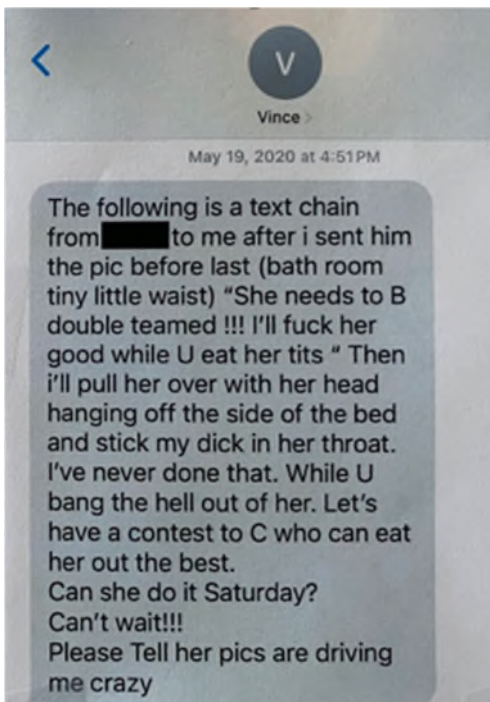 V
Vince >
May 19, 2020 at 4:51 PM
The following is a text chain
from to me after i sent him
the pic before last (bath room
tiny little waist) “She needs to B
double teamed !!! I’ll fuck her
good while U eat her tits “ Then
i’ll pull her over with her head
hanging off the side of the bed
and stick my dick in her throat.
I’ve never done that. While U
bang the hell out of her. Let’s
have a contest to C who can eat
her out the best.
Can she do it Saturday?
Can’t wait!!!
Please Tell her pics are driving
me crazy